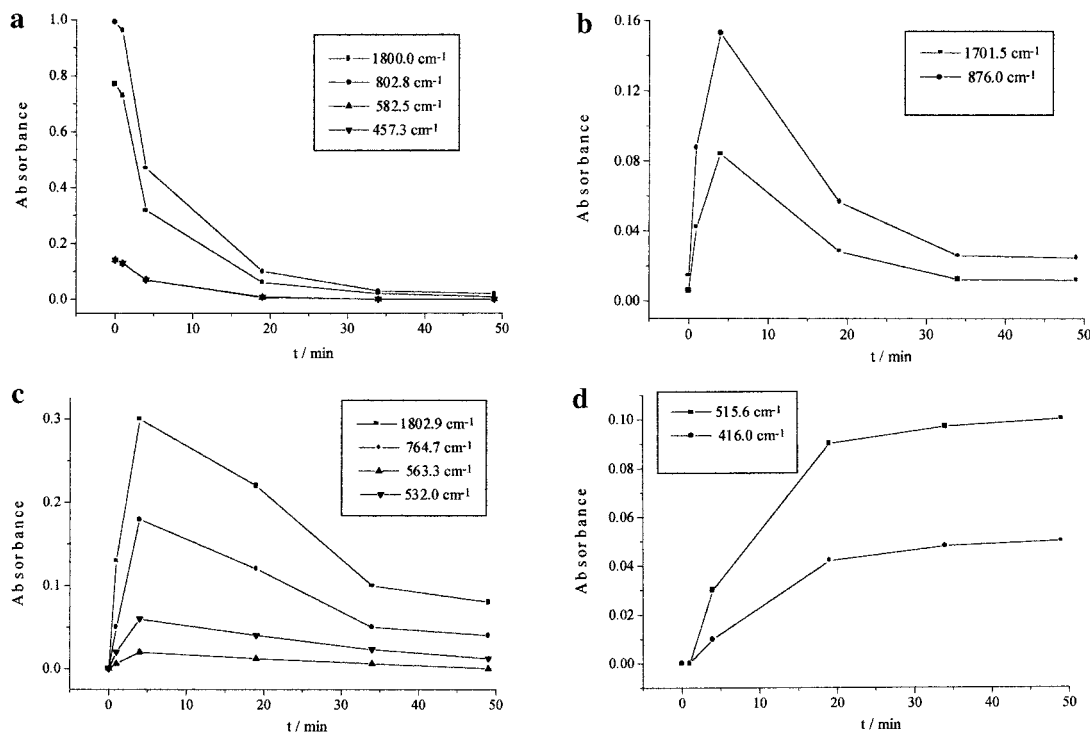 a
1800.0 cm-1
802.8 cm-1
582.5 cm-1
457.3 cm-1
Absorbance
1.0
0.8
0.6
0.4
0.2
0.0
0 10 20 30 40 50
t / min
b
1701.5 cm-1
876.0 cm-1
Absorbance
0.16
0.12
0.08
0.04
0.00
0 10 20 30 40 50
t / min
c
1802.9 cm-1
764.7 cm-1
563.3 cm-1
532.0 cm-1
Absorbance
0.3
0.2
0.1
0.0
0 10 20 30 40 50
t / min
d
515.6 cm-1
416.0 cm-1
Absorbance
0.10
0.08
0.06
0.04
0.02
0.00
0 10 20 30 40 50
t / min